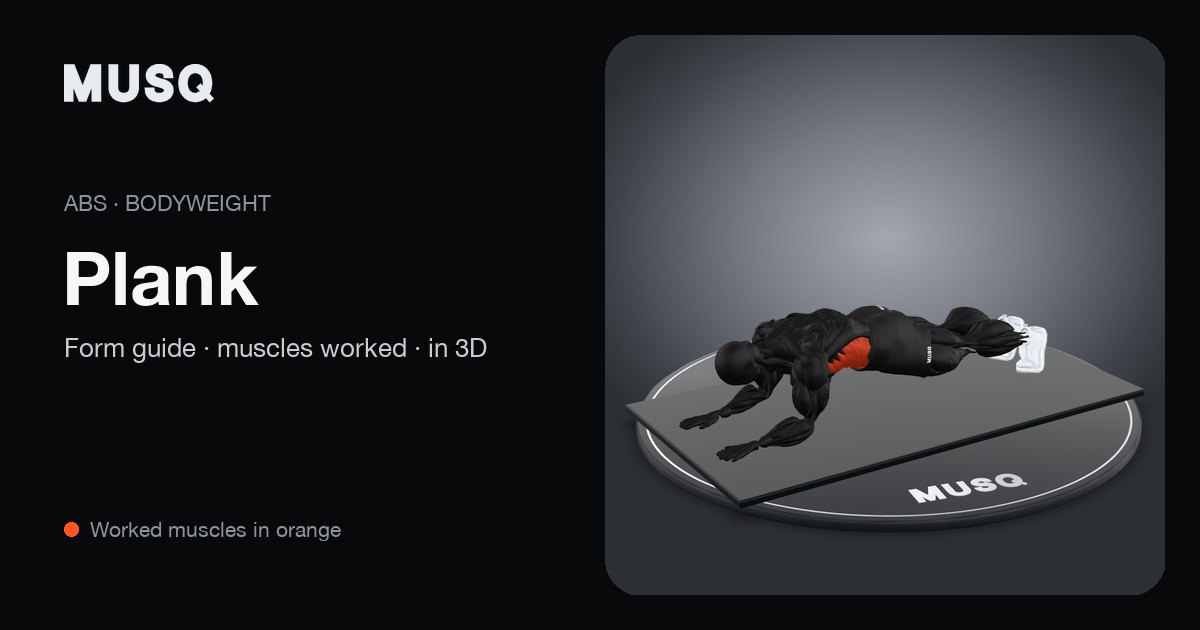 MUSQ
ABS · BODYWEIGHT
Plank
Form guide · muscles worked · in 3D
Worked muscles in orange
MUSQ